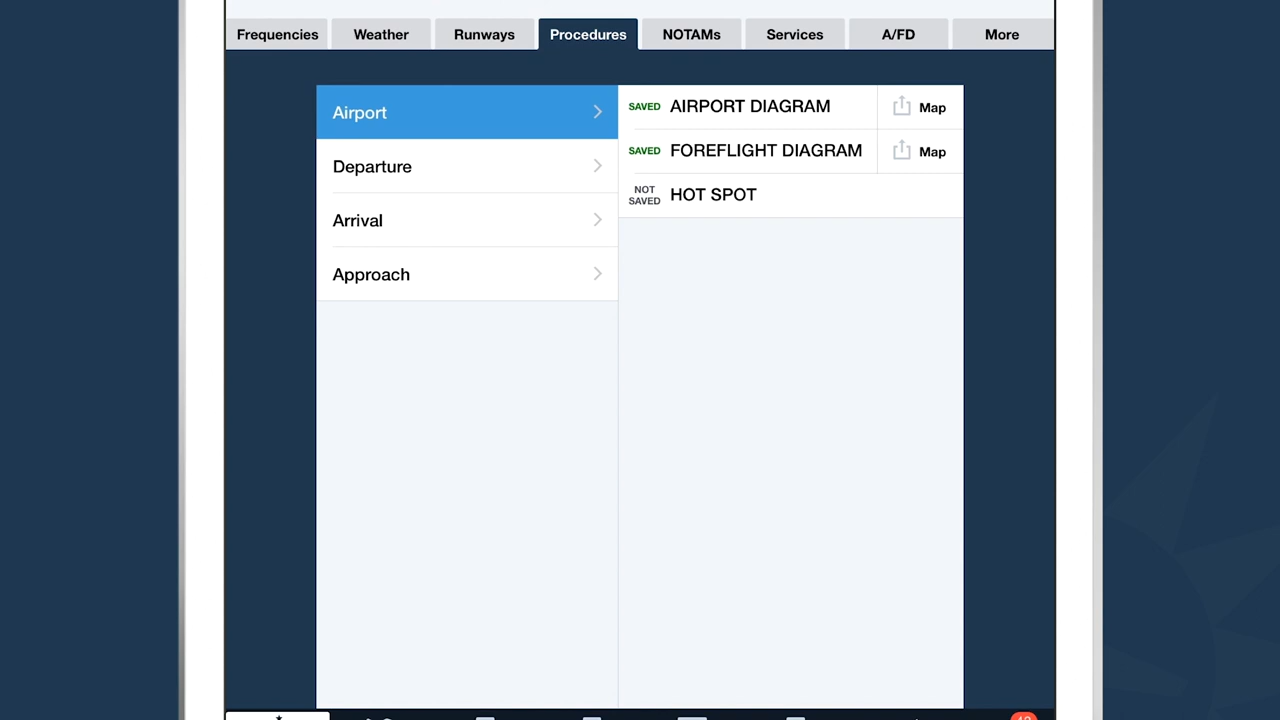 Frequencies Weather Runways Procedures NOTAMs Services A/FD More
Airport
Departure
Arrival
Approach
SAVED AIRPORT DIAGRAM Map
SAVED FOREFLIGHT DIAGRAM Map
NOT SAVED HOT SPOT